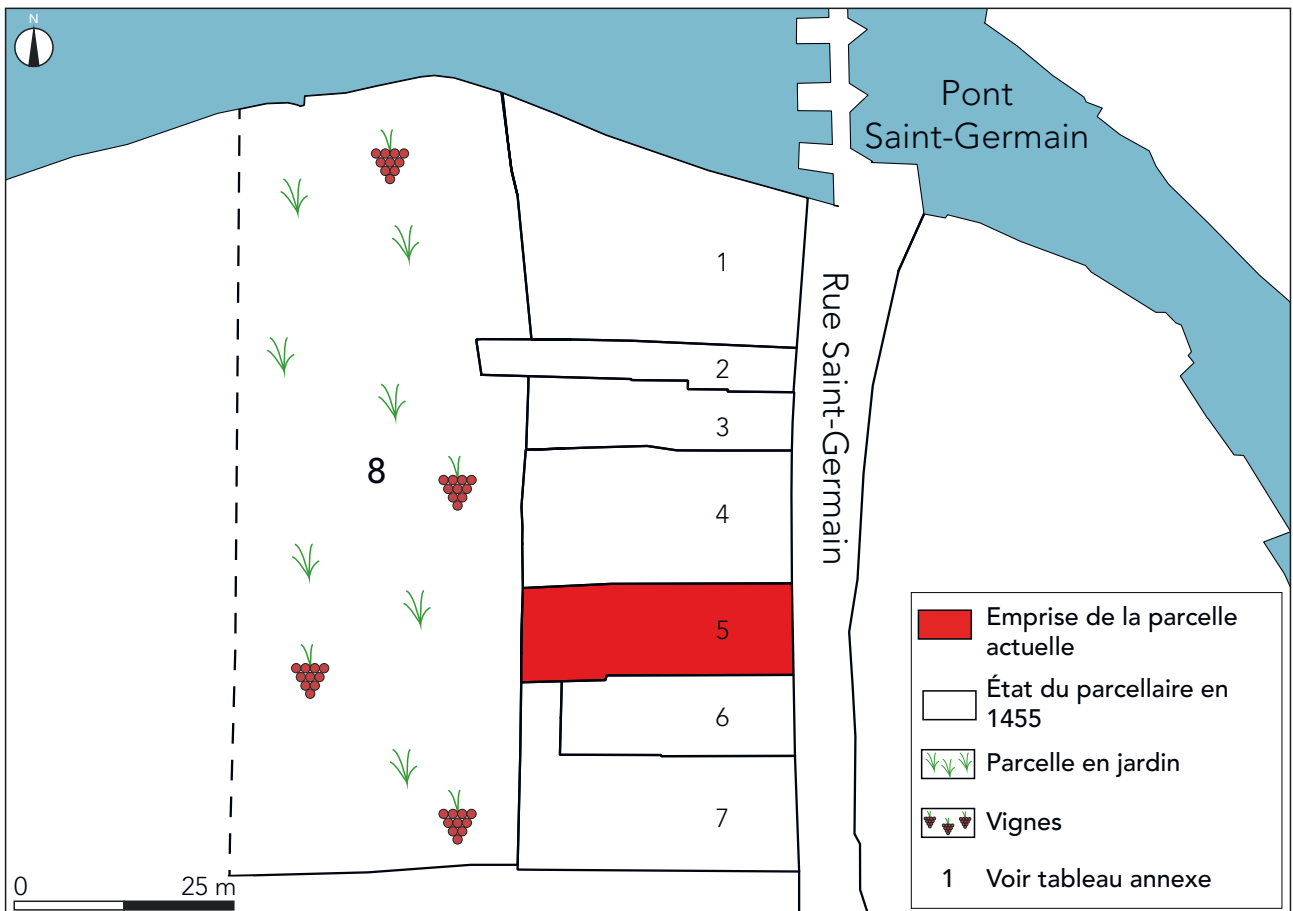 N
Pont
Saint-Germain
1
Rue Saint-Germain
2
3
8
4
5
6
7
Emprise de la parcelle
actuelle
État du parcellaire en
1455
Parcelle en jardin
Vignes
1 Voir tableau annexe
0 25 m